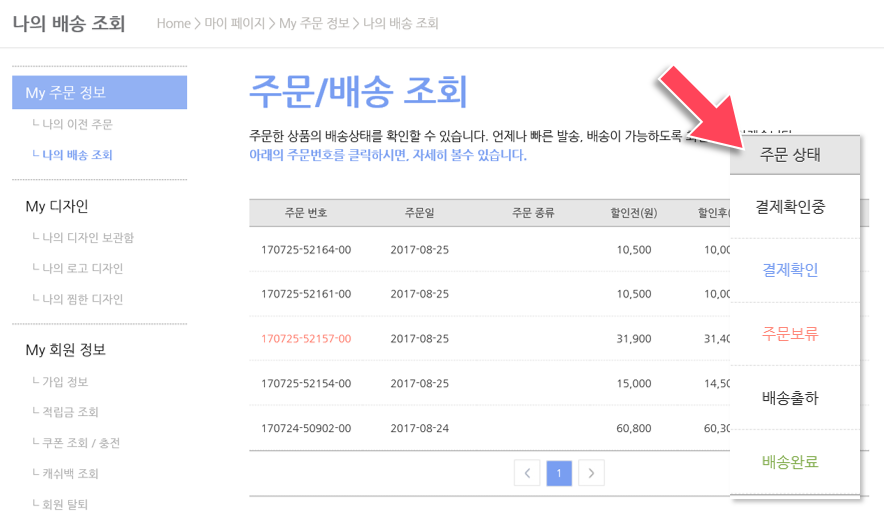 나의 배송 조회
Home > 마이 페이지 > My 주문 정보 > 나의 배송 조회
My 주문 정보
└ 나의 이전 주문
└ 나의 배송 조회
My 디자인
└ 나의 디자인 보관함
└ 나의 로고 디자인
└ 나의 찜한 디자인
My 회원 정보
└ 가입 정보
└ 적립금 조회
└ 쿠폰 조회 / 충전
└ 캐쉬백 조회
└ 회원 탈퇴
주문/배송 조회
주문한 상품의 배송상태를 확인할 수 있습니다. 언제나 빠른 발송, 배송이 가능하도록
아래의 주문번호를 클릭하시면, 자세히 볼수 있습니다.
주문 번호 주문일 주문 종류 할인전(원) 할인후(
170725-52164-00 2017-08-25 10,500 10,00
170725-52161-00 2017-08-25 10,500 10,00
170725-52157-00 2017-08-25 31,900 31,40
170725-52154-00 2017-08-25 15,000 14,50
170724-50902-00 2017-08-24 60,800 60,30
< 1 >
주문 상태
결제확인중
결제확인
주문보류
배송출하
배송완료